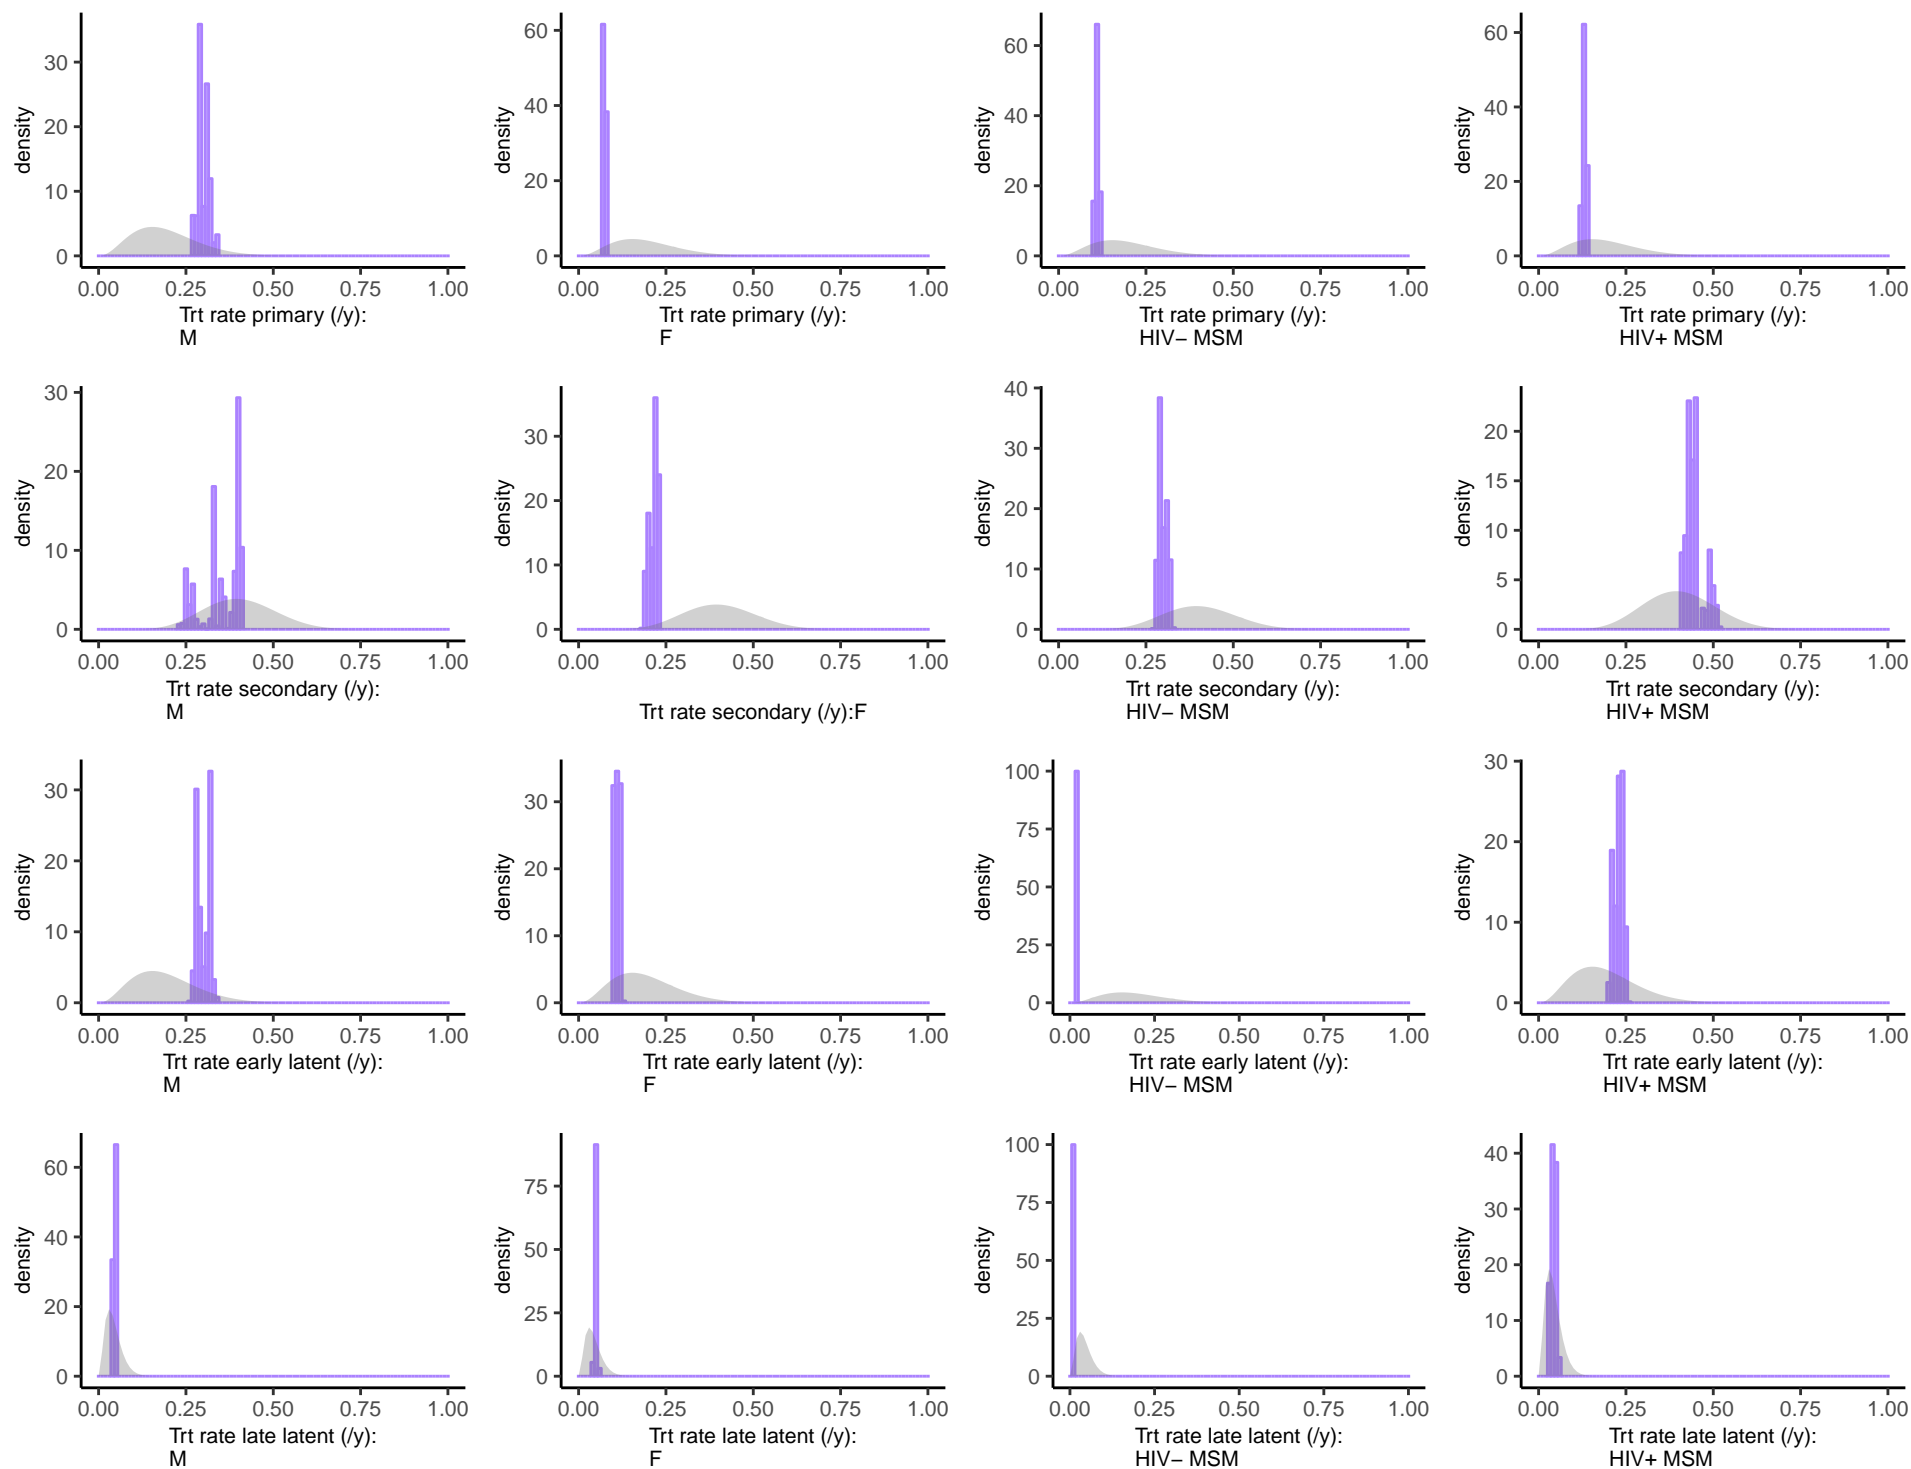 density
30
20
10
0
0.00 0.25 0.50 0.75 1.00
Trt rate primary (/y):
M
density
60
40
20
0
0.00 0.25 0.50 0.75 1.00
Trt rate primary (/y):
F
density
60
40
20
0
0.00 0.25 0.50 0.75 1.00
Trt rate primary (/y):
HIV− MSM
density
60
40
20
0
0.00 0.25 0.50 0.75 1.00
Trt rate primary (/y):
HIV+ MSM
density
30
20
10
0
0.00 0.25 0.50 0.75 1.00
Trt rate secondary (/y):
M
density
30
20
10
0
0.00 0.25 0.50 0.75 1.00
Trt rate secondary (/y):F
density
40
30
20
10
0
0.00 0.25 0.50 0.75 1.00
Trt rate secondary (/y):
HIV− MSM
density
20
15
10
5
0
0.00 0.25 0.50 0.75 1.00
Trt rate secondary (/y):
HIV+ MSM
density
30
20
10
0
0.00 0.25 0.50 0.75 1.00
Trt rate early latent (/y):
M
density
30
20
10
0
0.00 0.25 0.50 0.75 1.00
Trt rate early latent (/y):
F
density
100
75
50
25
0
0.00 0.25 0.50 0.75 1.00
Trt rate early latent (/y):
HIV− MSM
density
30
20
10
0
0.00 0.25 0.50 0.75 1.00
Trt rate early latent (/y):
HIV+ MSM
density
60
40
20
0
0.00 0.25 0.50 0.75 1.00
Trt rate late latent (/y):
M
density
75
50
25
0
0.00 0.25 0.50 0.75 1.00
Trt rate late latent (/y):
F
density
100
75
50
25
0
0.00 0.25 0.50 0.75 1.00
Trt rate late latent (/y):
HIV− MSM
density
40
30
20
10
0
0.00 0.25 0.50 0.75 1.00
Trt rate late latent (/y):
HIV+ MSM